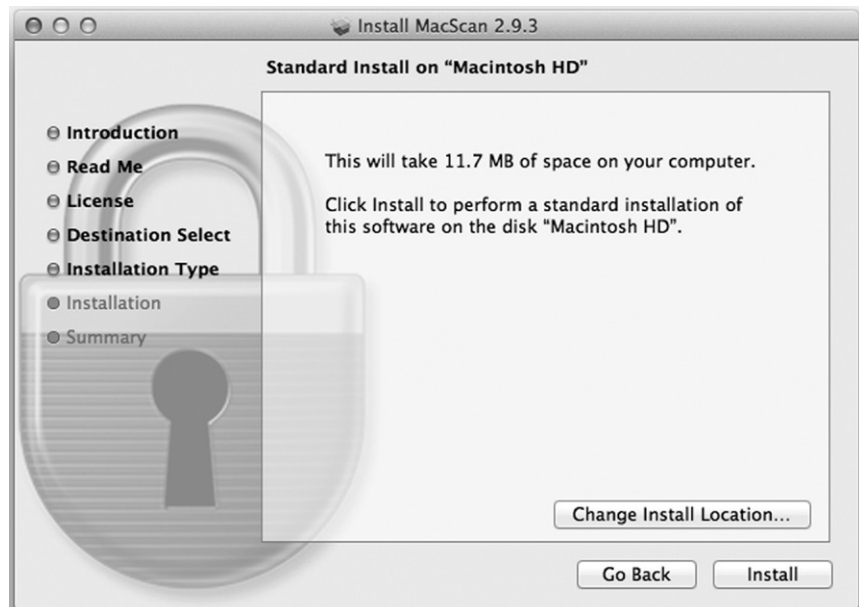 Install MacScan 2.9.3
Standard Install on “Macintosh HD”
Introduction
Read Me
License
Destination Select
Installation Type
Installation
Summary
This will take 11.7 MB of space on your computer.
Click Install to perform a standard installation of
this software on the disk “Macintosh HD”.
Change Install Location...
Go Back
Install